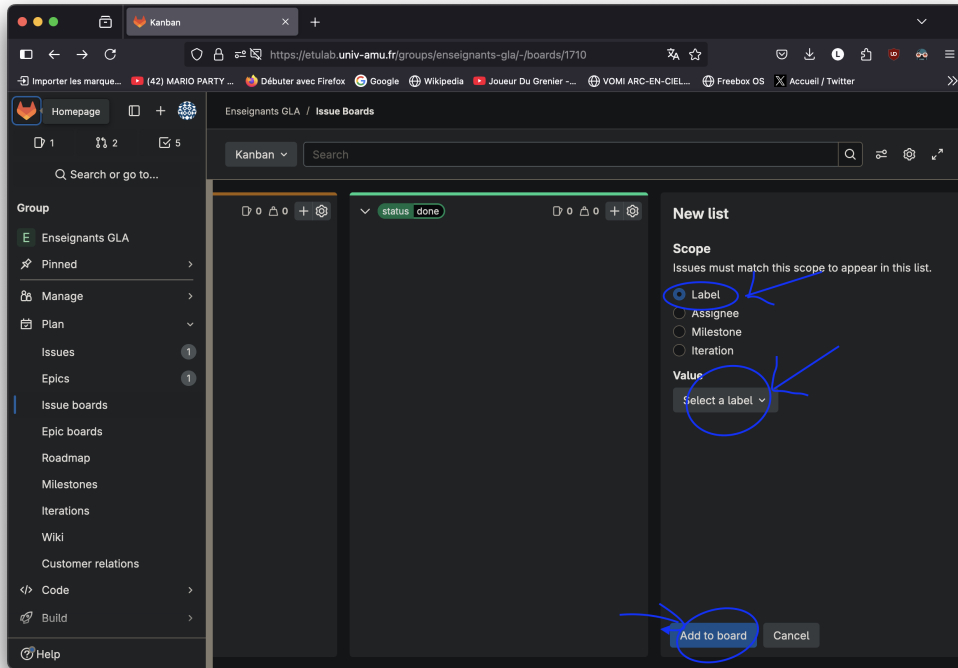 Kanban
https://etulab.univ-amu.fr/groups/enseignants-gla/-/boards/1710
Importer les marque... (42) MARIO PARTY ... Débuter avec Firefox Google Wikipedia Joueur Du Grenier -... VOMI ARC-EN-CIEL... Freebox OS Accueil / Twitter
Homepage
Enseignants GLA / Issue Boards
1 2 5
Kanban Search
Search or go to...
Group
0 0 status done 0 0
New list
E Enseignants GLA
Scope
Pinned
Issues must match this scope to appear in this list.
Manage
Label
Plan
Assignee
Milestone
Issues 1
Iteration
Epics 1
Value
Issue boards
Select a label
Epic boards
Roadmap
Milestones
Iterations
Wiki
Customer relations
Code
Build
Add to board Cancel
Help